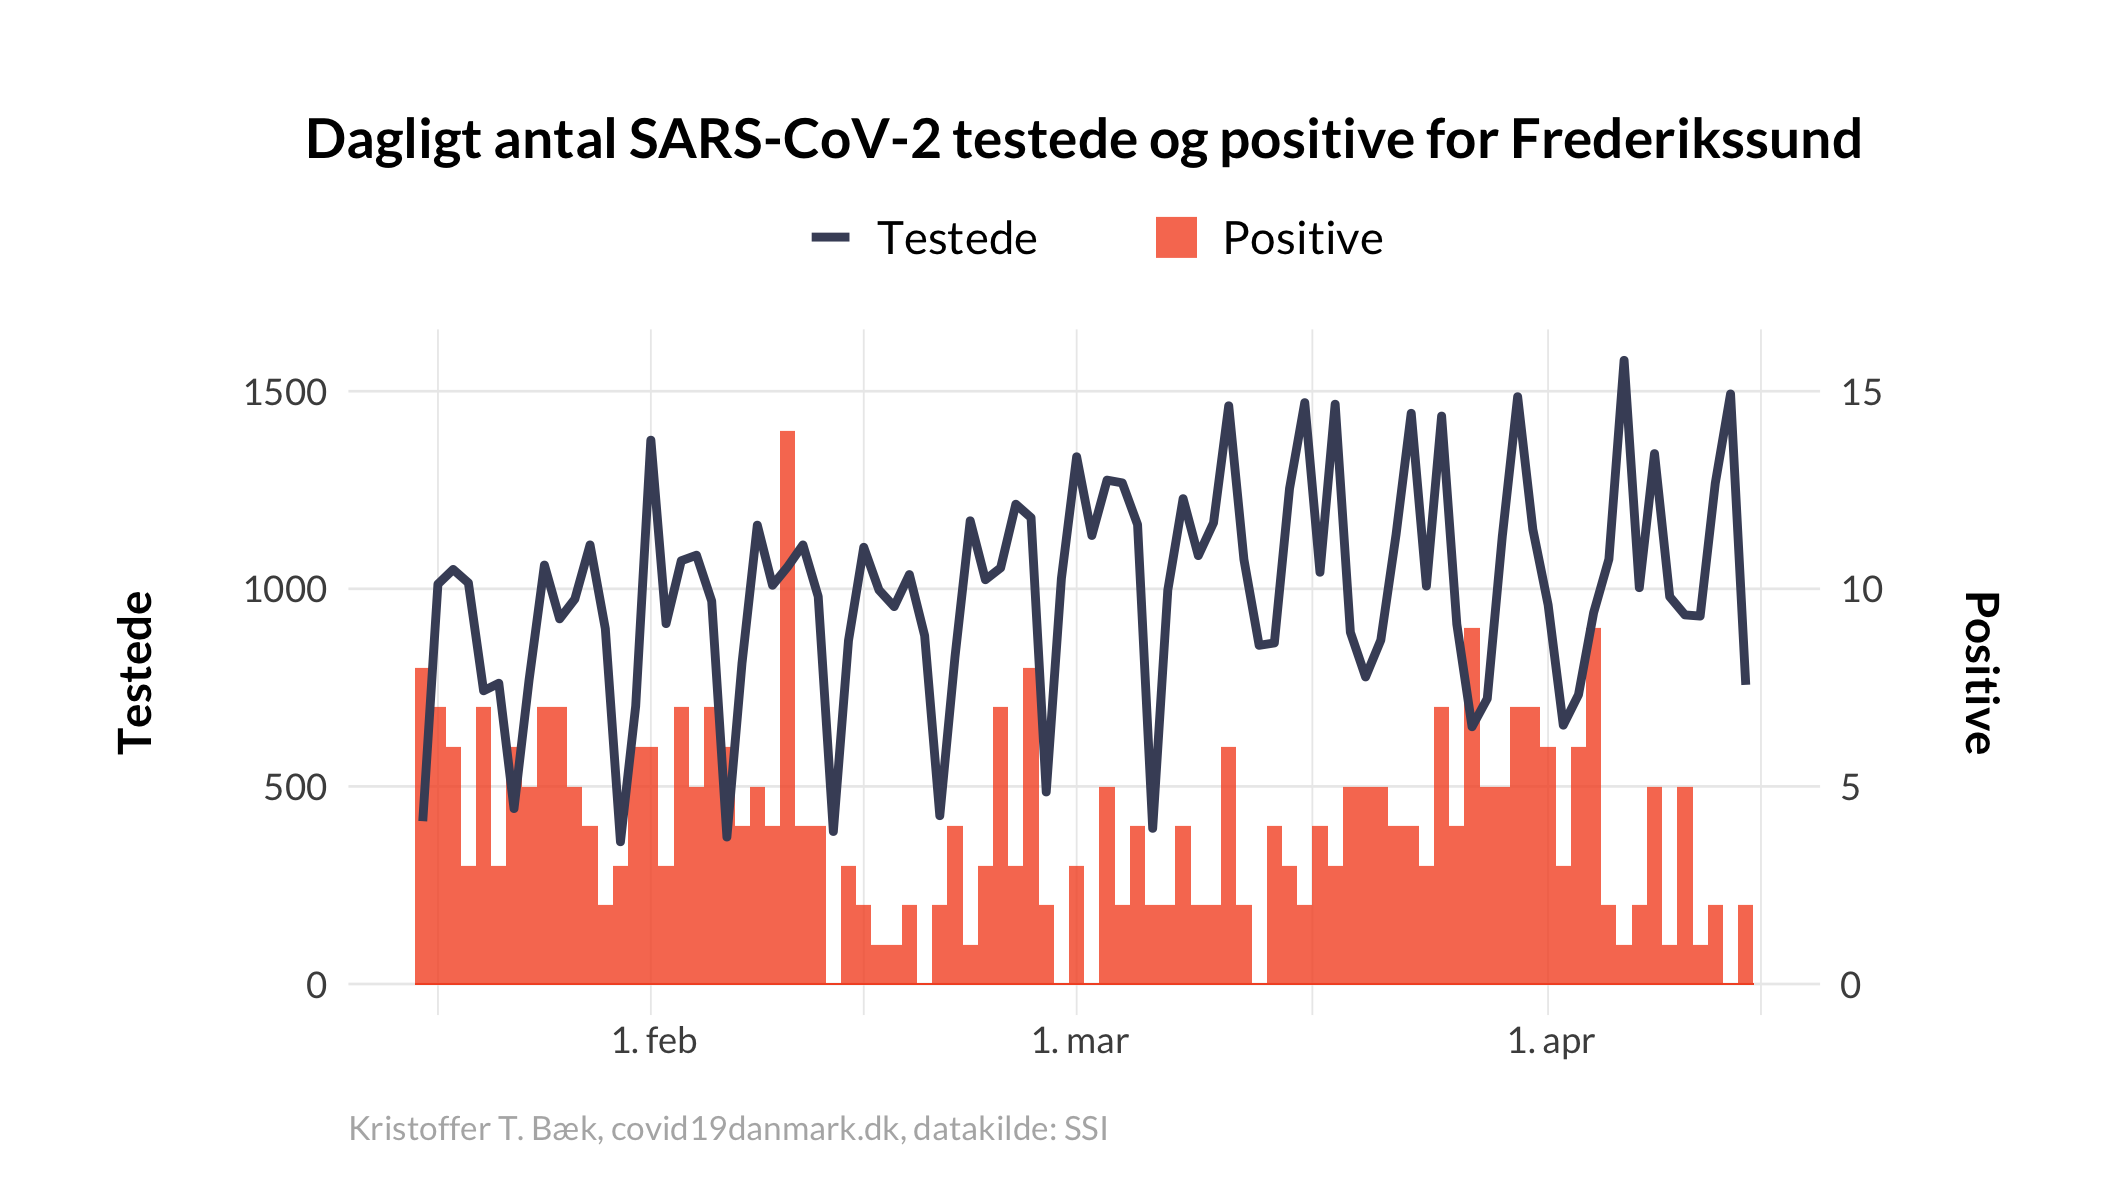 Dagligt antal SARS-CoV-2 testede og positive for Frederikssund
Testede
Positive
1500
1000
500
0
15
10
5
0
Testede
Positive
1. feb
1. mar
1. apr
Kristoffer T. Bæk, covid19danmark.dk, datakilde: SSI